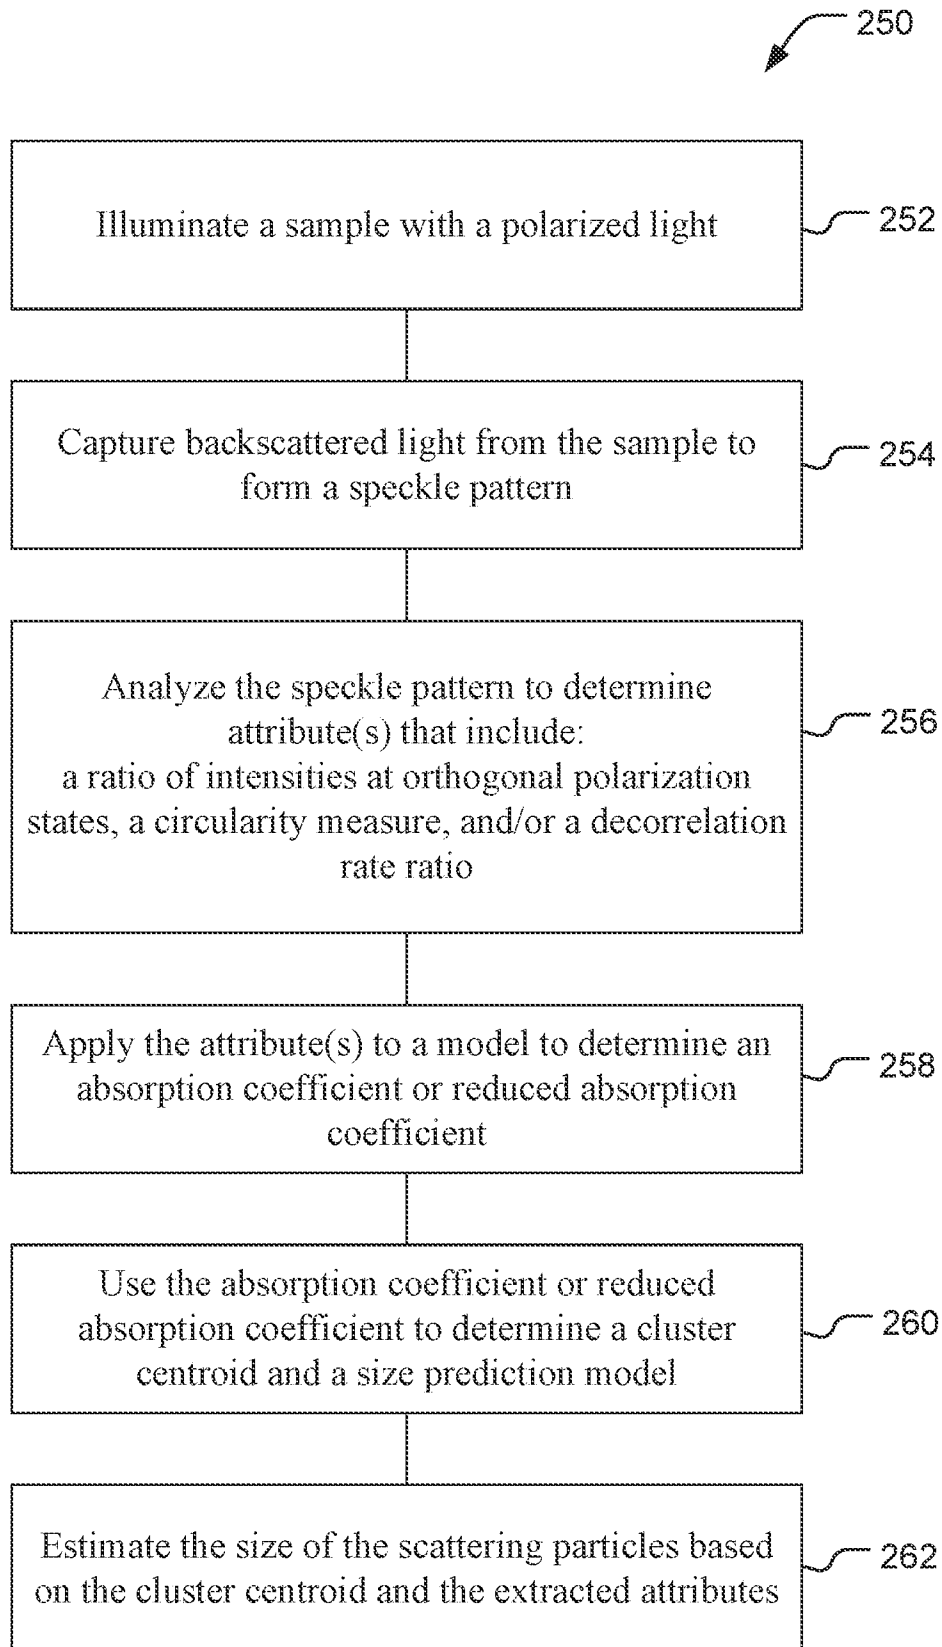 250
Illuminate a sample with a polarized light
252
Capture backscattered light from the sample to
form a speckle pattern
254
Analyze the speckle pattern to determine
attribute(s) that include:
a ratio of intensities at orthogonal polarization
states, a circularity measure, and/or a decorrelation
rate ratio
256
Apply the attribute(s) to a model to determine an
absorption coefficient or reduced absorption
coefficient
258
Use the absorption coefficient or reduced
absorption coefficient to determine a cluster
centroid and a size prediction model
260
Estimate the size of the scattering particles based
on the cluster centroid and the extracted attributes
262